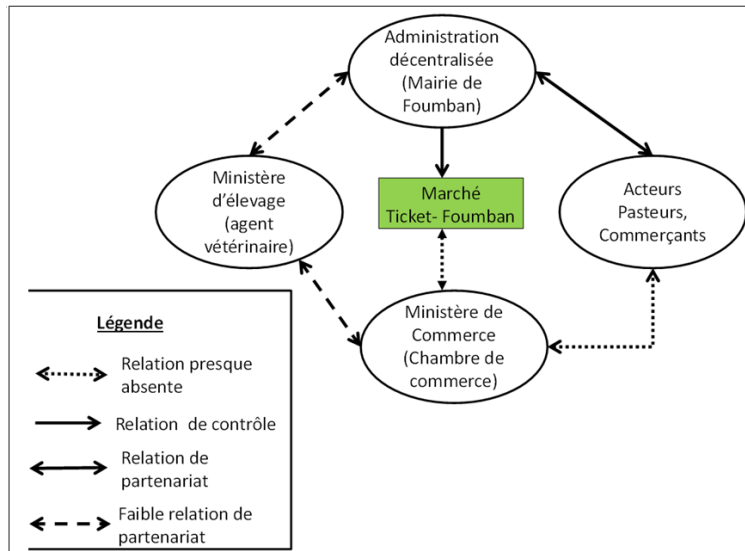 Administration
décentralisée
(Mairie de
Foumban)
Ministère
d'élevage
(agent
vétérinaire)
Marché
Ticket- Foumban
Acteurs
Pasteurs,
Commerçants
Ministère de
Commerce
(Chambre de
commerce)
Légende
Relation presque
absente
Relation de contrôle
Relation de
partenariat
Faible relation de
partenariat